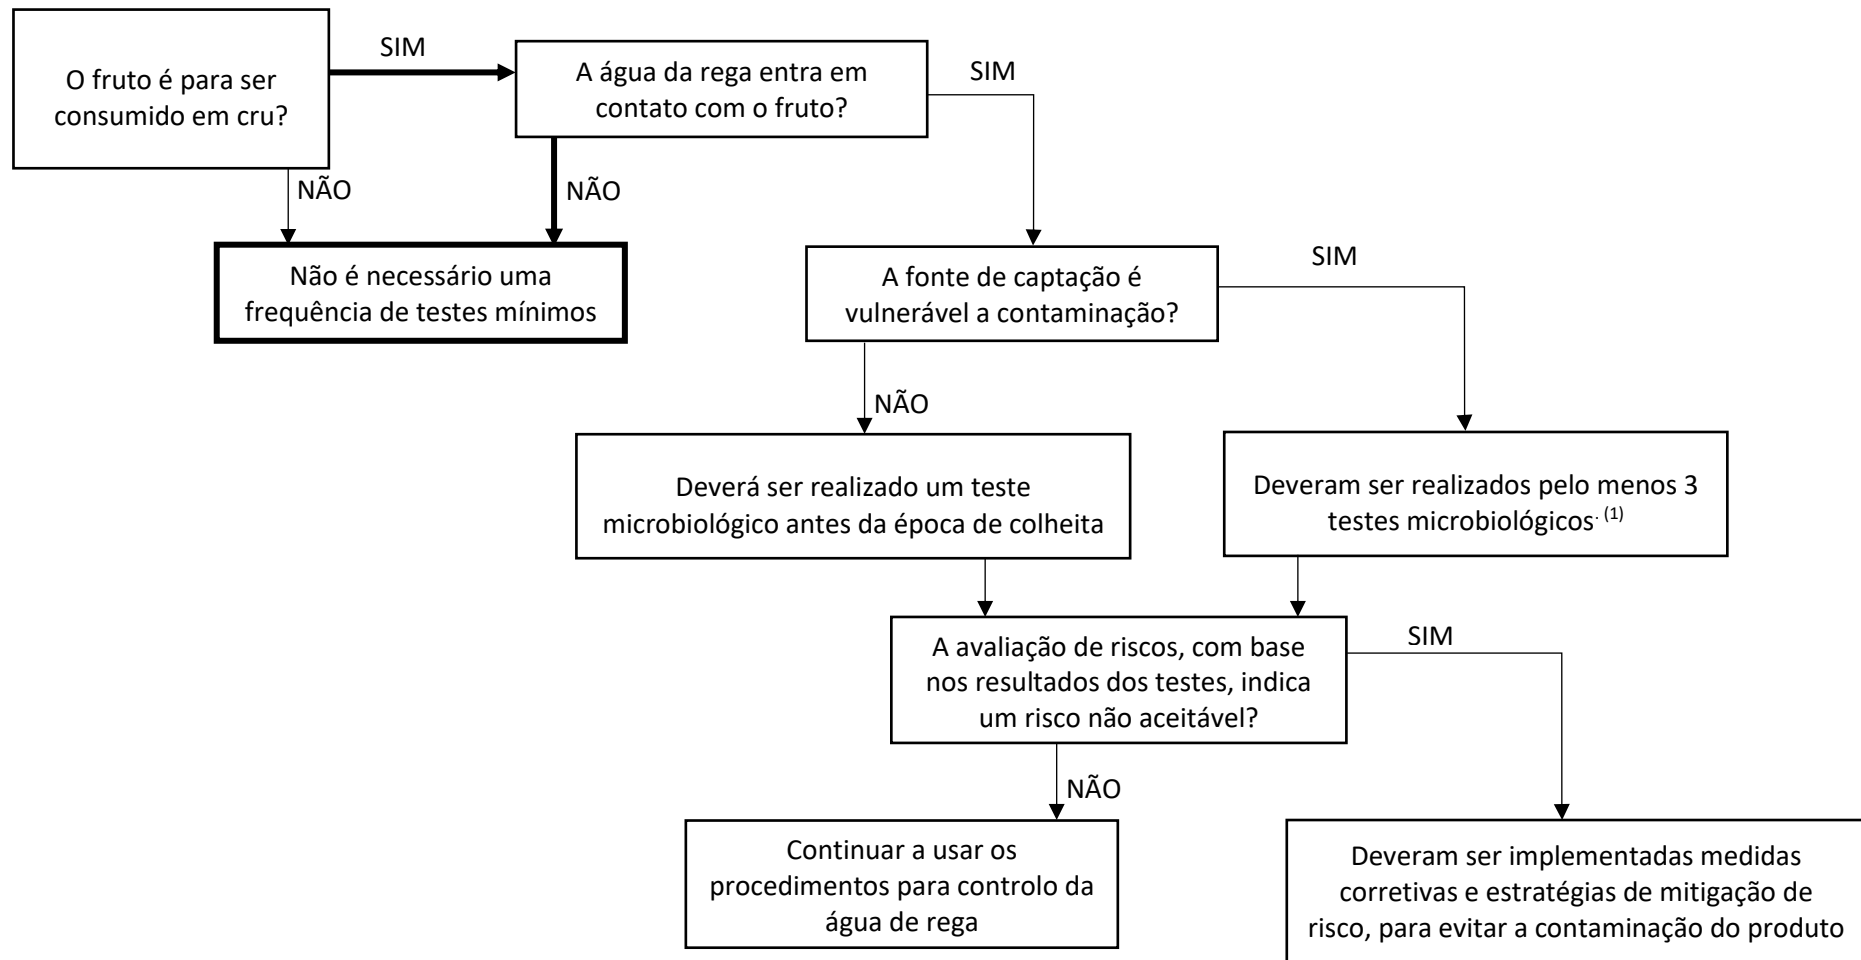 O fruto é para ser
consumido em cru?
SIM
A água da rega entra em
contato com o fruto?
SIM
NÃO
NÃO
Não é necessário uma
frequência de testes mínimos
A fonte de captação é
vulnerável a contaminação?
SIM
NÃO
Deverá ser realizado um teste
microbiológico antes da época de colheita
Deveram ser realizados pelo menos 3
testes microbiológicos. (1)
A avaliação de riscos, com base
nos resultados dos testes, indica
um risco não aceitável?
SIM
NÃO
Continuar a usar os
procedimentos para controlo da
água de rega
Deveram ser implementadas medidas
corretivas e estratégias de mitigação de
risco, para evitar a contaminação do produto